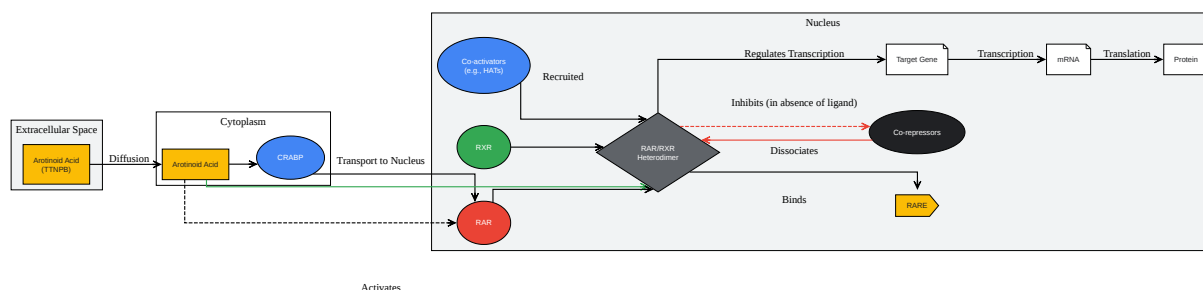 Nucleus
Co-activators
(e.g., HATs)
Recruited
Regulates Transcription
Target Gene
Transcription
mRNA
Translation
Protein
Inhibits (in absence of ligand)
Co-repressors
Dissociates
RXR
RAR/RXR
Heterodimer
Extracellular Space
Arotinoid Acid
(TTNPB)
Diffusion
Cytoplasm
Arotinoid Acid
CRABP
Transport to Nucleus
RAR
Binds
RARE
Activates